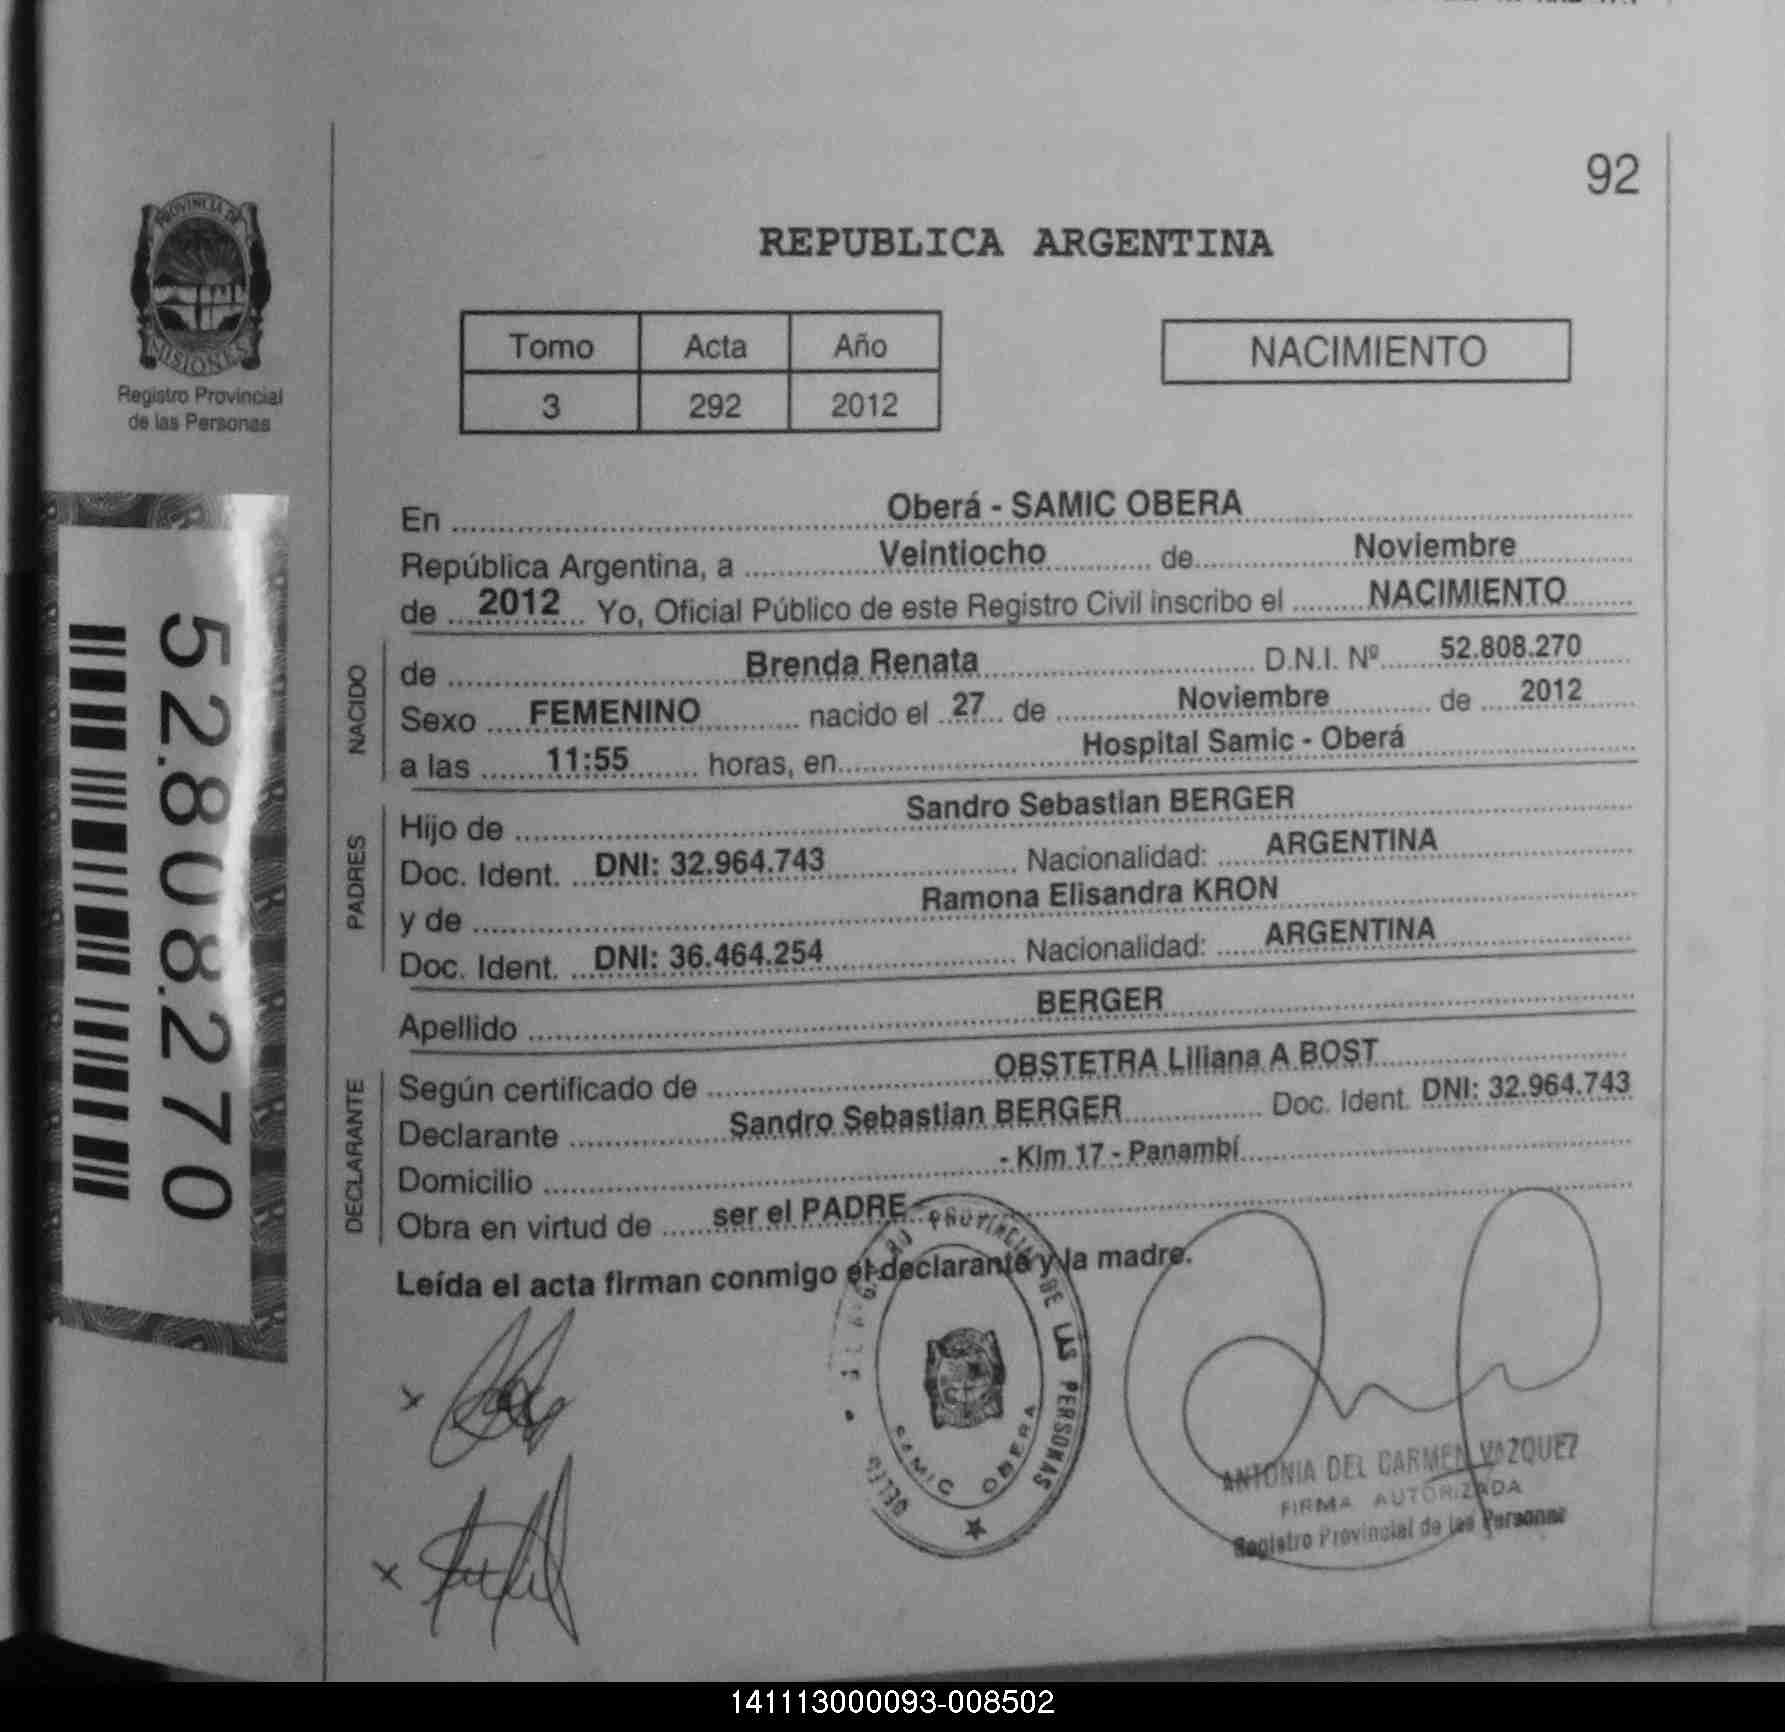 92
PROVINCIA DE
MISIONES
Registro Provincial
de las Personas
REPUBLICA ARGENTINA
Tomo Acta Año
3 292 2012
NACIMIENTO
52.808.270
En Oberá - SAMIC OBERA
República Argentina, a Veintiocho de Noviembre
de 2012 Yo, Oficial Público de este Registro Civil inscribo el NACIMIENTO
NACIDO
de Brenda Renata D.N.I. Nº 52.808.270
Sexo FEMENINO nacido el 27 de Noviembre de 2012
a las 11:55 horas, en Hospital Samic - Oberá
PADRES
Hijo de Sandro Sebastian BERGER
Doc. Ident. DNI: 32.964.743 Nacionalidad: ARGENTINA
y de Ramona Elisandra KRON
Doc. Ident. DNI: 36.464.254 Nacionalidad: ARGENTINA
Apellido BERGER
DECLARANTE
Según certificado de OBSTETRA Liliana A BOST
Declarante Sandro Sebastian BERGER Doc. Ident. DNI: 32.964.743
Domicilio - Klm 17 - Panambí
Obra en virtud de ser el PADRE
Leída el acta firman conmigo el declarante y la madre.
PROVINCIAL DE LAS PERSONAS
SAMIC OBERA
ANTONIA DEL CARMEN VAZQUEZ
FIRMA AUTORIZADA
Registro Provincial de las Personas
141113000093-008502